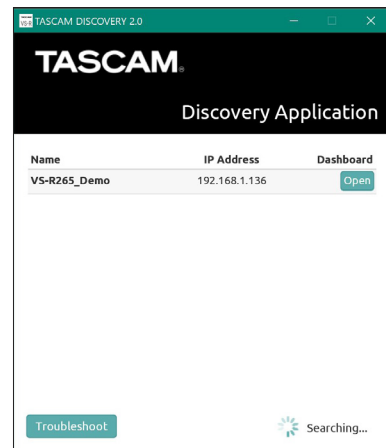 TASCAM DISCOVERY 2.0
TASCAM®
Discovery Application
Name IP Address Dashboard
VS-R265_Demo 192.168.1.136 Open
Troubleshoot Searching...